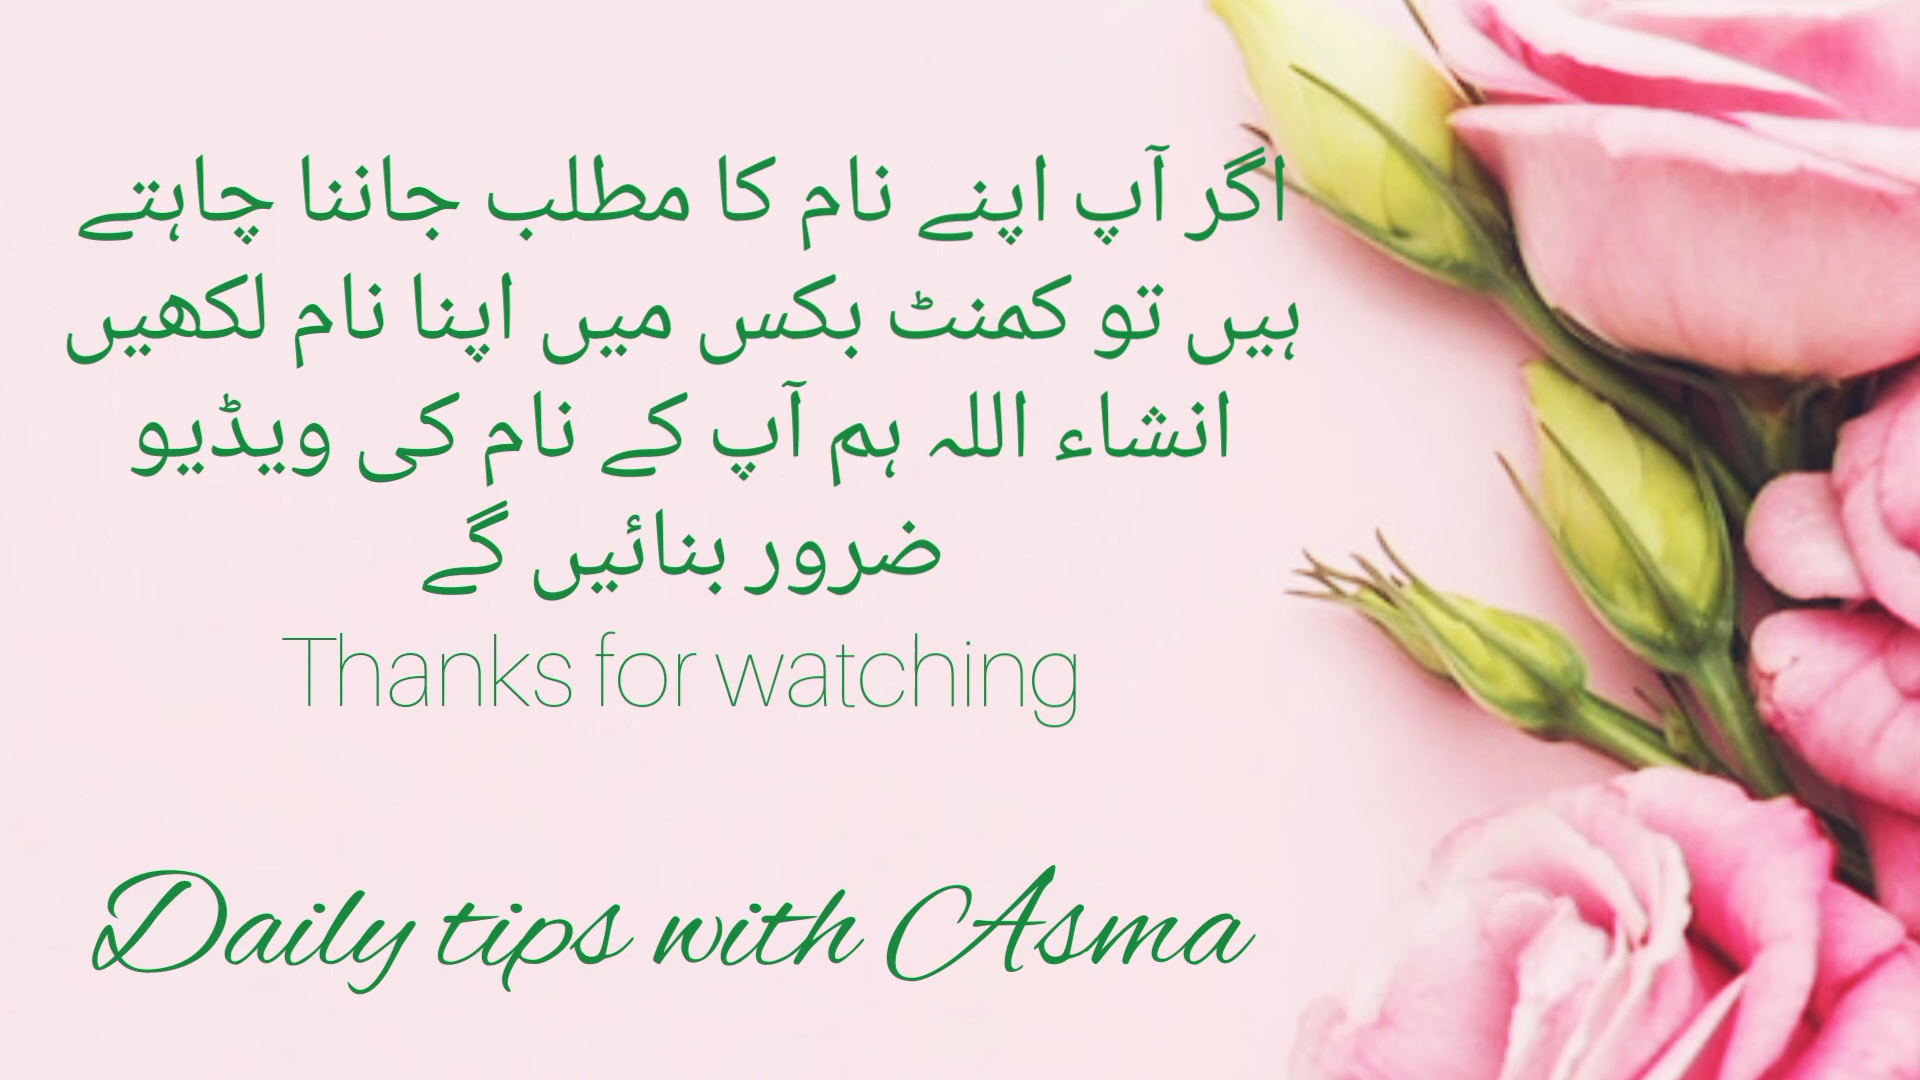 اگر آپ اپنے نام کا مطلب جاننا چاہتے
ہیں تو کمنٹ بکس میں اپنا نام لکھیں
انشاء اللہ ہم آپ کے نام کی ویڈیو
ضرور بنائیں گے
Thanks for watching
Daily tips with Asma